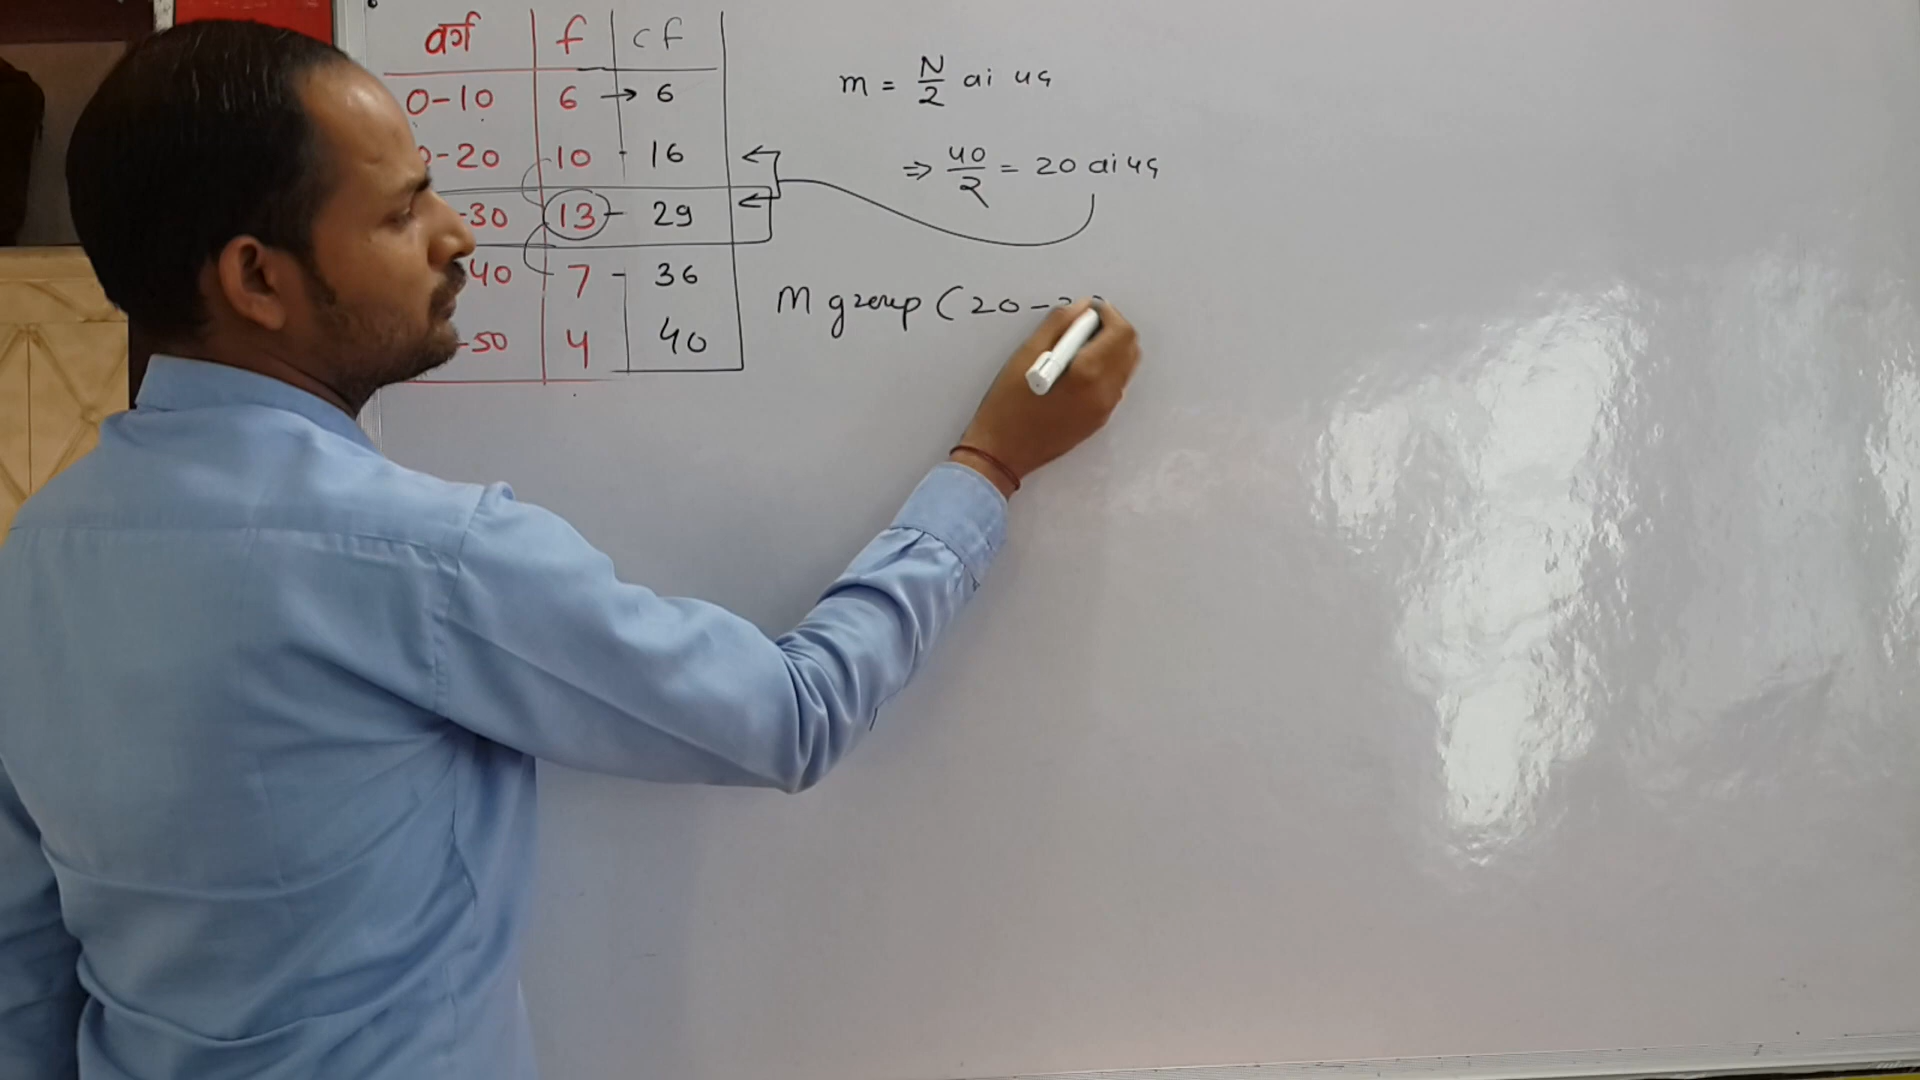 वर्ग f cf
0-10 6 → 6
-20 10 - 16
-30 13 - 29
40 7 - 36
-50 4 40
m = N/2 वां पद
⇒ 40/2 = 20 वां पद
M group (20-